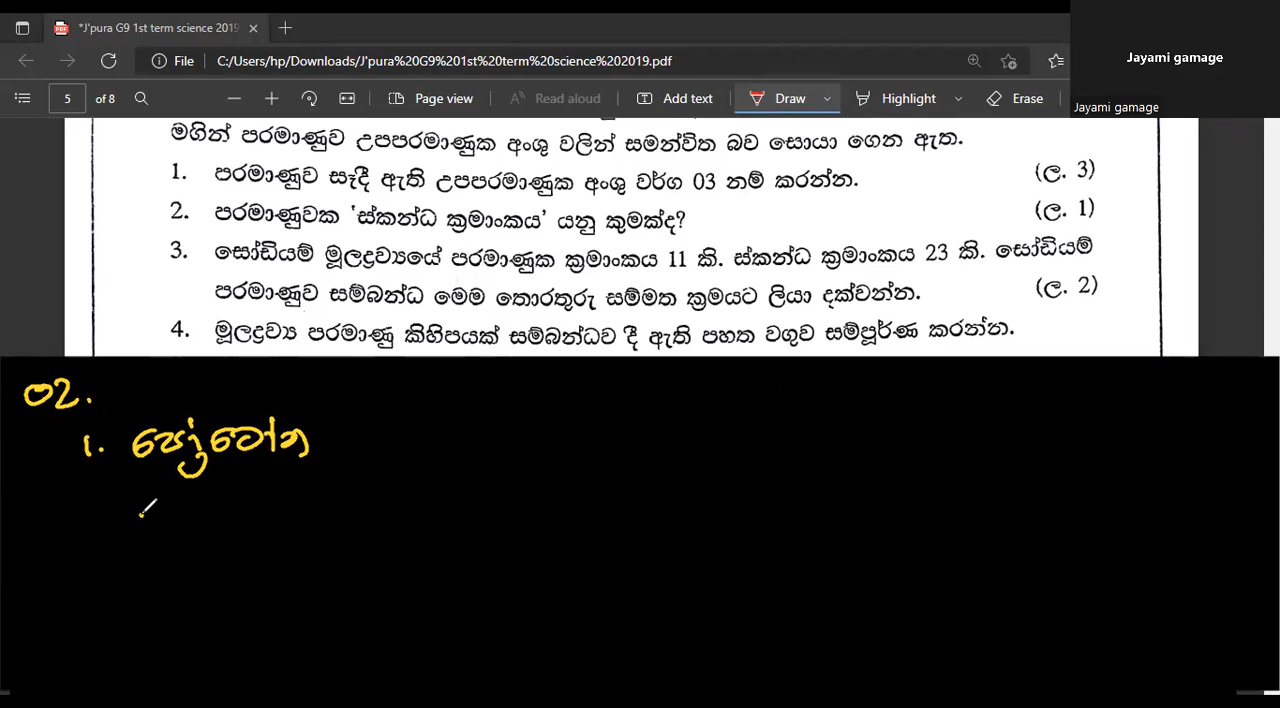 *J'pura G9 1st term science 2019
Jayami gamage
File C:/Users/hp/Downloads/J'pura%20G9%201st%20term%20science%202019.pdf
5 of 8 Page view Read aloud Add text Draw Highlight Erase
Jayami gamage
මගින් පරමාණුව උපපරමාණුක අංශු වලින් සමන්විත බව සොයා ගෙන ඇත.
1. පරමාණුව සෑදී ඇති උපපරමාණුක අංශු වර්ග 03 නම් කරන්න. (ල. 3)
2. පරමාණුවක 'ස්කන්ධ ක්‍රමාංකය' යනු කුමක්ද? (ල. 1)
3. සෝඩියම් මූලද්‍රව්‍යයේ පරමාණුක ක්‍රමාංකය 11 කි. ස්කන්ධ ක්‍රමාංකය 23 කි. සෝඩියම්
පරමාණුව සම්බන්ධ මෙම තොරතුරු සම්මත ක්‍රමයට ලියා දක්වන්න. (ල. 2)
4. මූලද්‍රව්‍ය පරමාණු කිහිපයක් සම්බන්ධව දී ඇති පහත වගුව සම්පූර්ණ කරන්න.
02.
1. ප්‍රෝටෝන